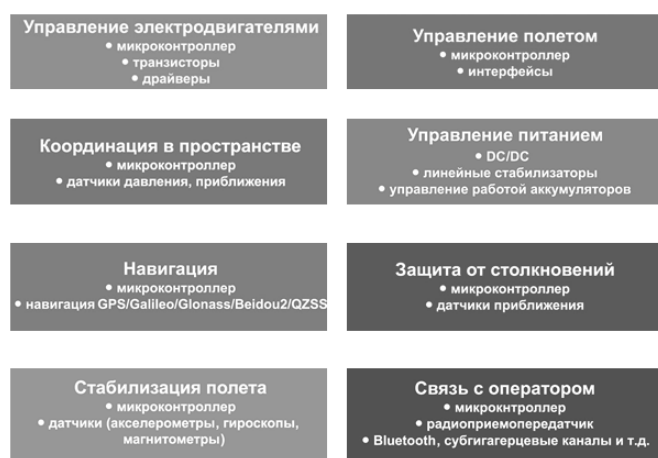 Управление электродвигателями
• микроконтроллер
• транзисторы
• драйверы
Управление полетом
• микроконтроллер
• интерфейсы
Координация в пространстве
• микроконтроллер
• датчики давления, приближения
Управление питанием
• DC/DC
• линейные стабилизаторы
• управление работой аккумуляторов
Навигация
• микроконтроллер
• навигация GPS/Galileo/Glonass/Beidou2/QZSS
Защита от столкновений
• микроконтроллер
• датчики приближения
Стабилизация полета
• микроконтроллер
• датчики (акселерометры, гироскопы,
магнитометры)
Связь с оператором
• микрокнтроллер
• радиоприемопередатчик
• Bluetooth, субгигагерцевые каналы и т.д.